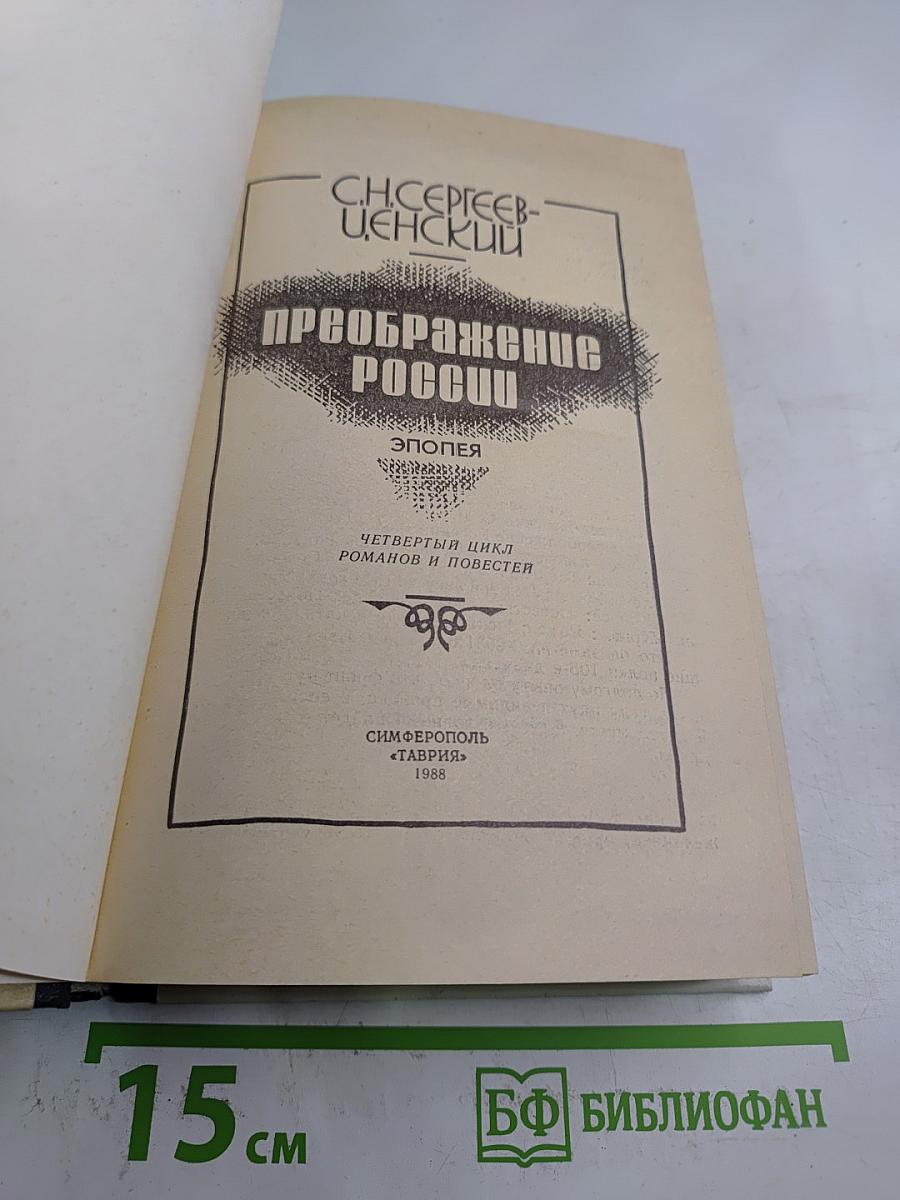 С.Н.СЕРГЕЕВ-
ЦЕНСКИЙ
ПРЕОБРАЖЕНИЕ
РОССИИ
ЭПОПЕЯ
ЧЕТВЕРТЫЙ ЦИКЛ
РОМАНОВ И ПОВЕСТЕЙ
СИМФЕРОПОЛЬ
«ТАВРИЯ»
1988
15 см
БФ БИБЛИОФАН